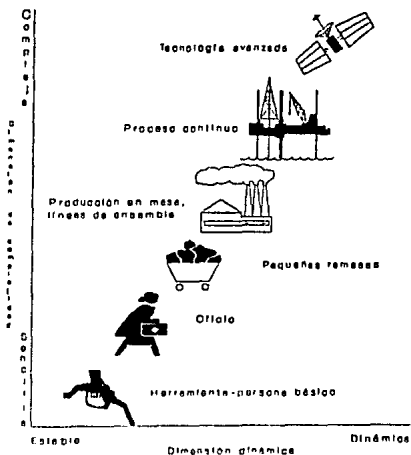 Compleja
Tecnología avanzada
Proceso continuo
Producción en masa,
líneas de ensamble
Pequeñas remesas
Oficio
Sencilla
Herramienta-persona básica
Estable
Dinámica
Dimensión dinámica